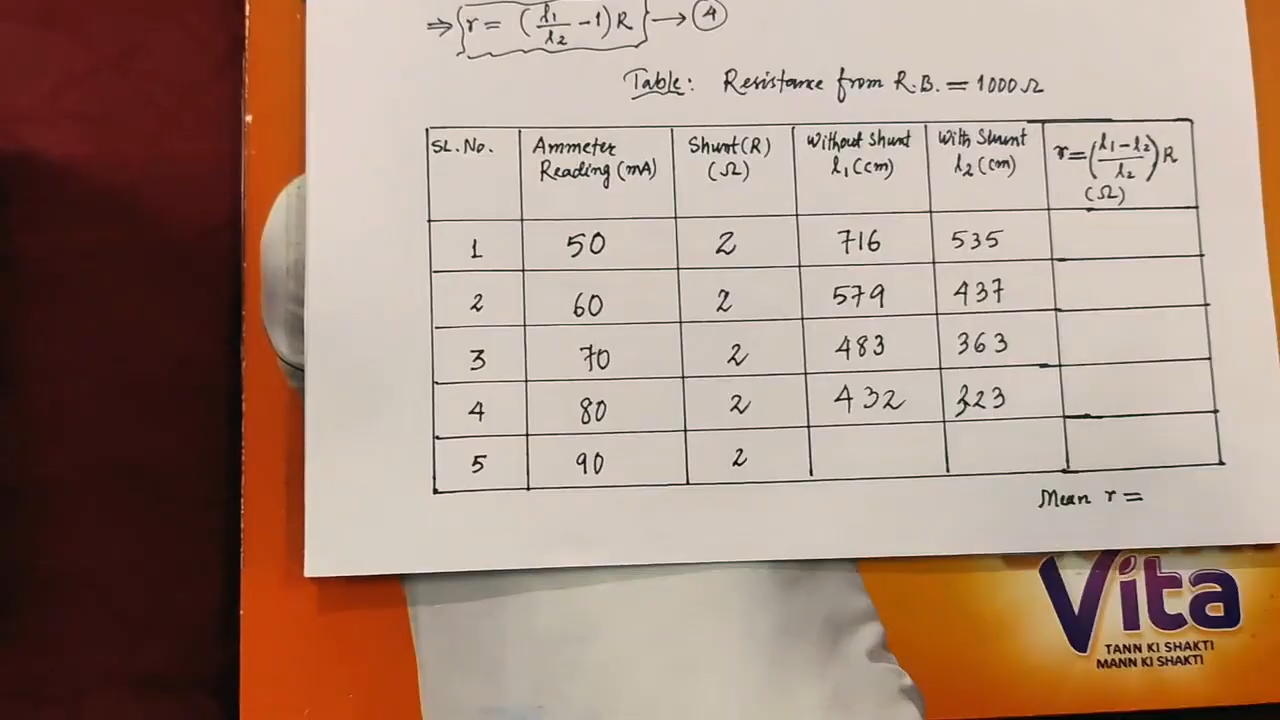 ⇒ r = (l₁/l₂ − 1) R → ④
Table: Resistance from R.B. = 1000Ω
SL. No. | Ammeter Reading (mA) | Shunt (R) (Ω) | Without Shunt l₁ (cm) | With Shunt l₂ (cm) | r = ((l₁ − l₂)/l₂) R (Ω)
1 | 50 | 2 | 716 | 535
2 | 60 | 2 | 579 | 437
3 | 70 | 2 | 483 | 363
4 | 80 | 2 | 432 | 323
5 | 90 | 2
Mean r =
Vita
TANN KI SHAKTI
MANN KI SHAKTI